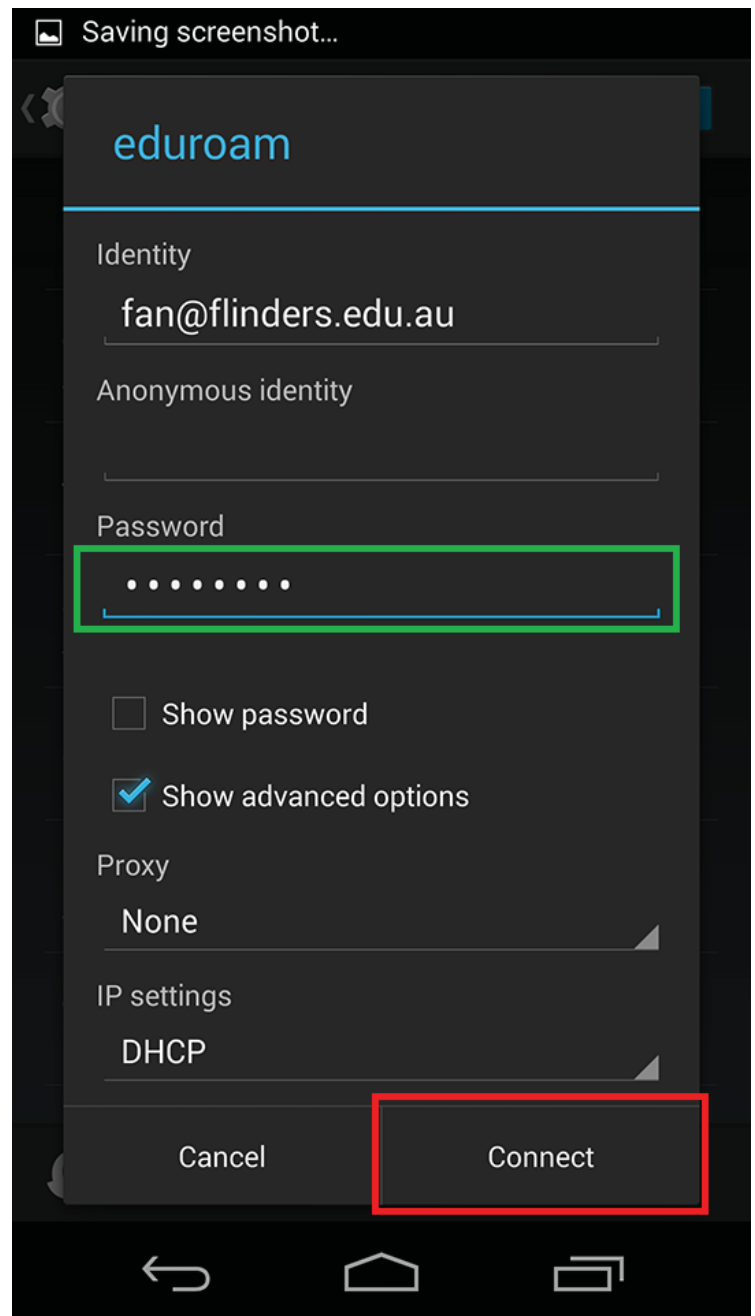 Saving screenshot...
eduroam
Identity
fan@flinders.edu.au
Anonymous identity
Password
••••••••
Show password
Show advanced options
Proxy
None
IP settings
DHCP
Cancel
Connect